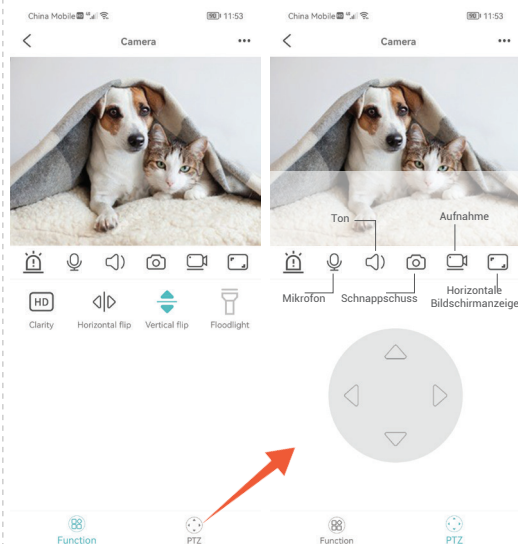 China Mobile
11:53
Camera
HD
Clarity
Horizontal flip
Vertical flip
Floodlight
Function
PTZ
China Mobile
11:53
Camera
Ton
Aufnahme
Mikrofon
Schnappschuss
Horizontale
Bildschirmanzeige
Function
PTZ